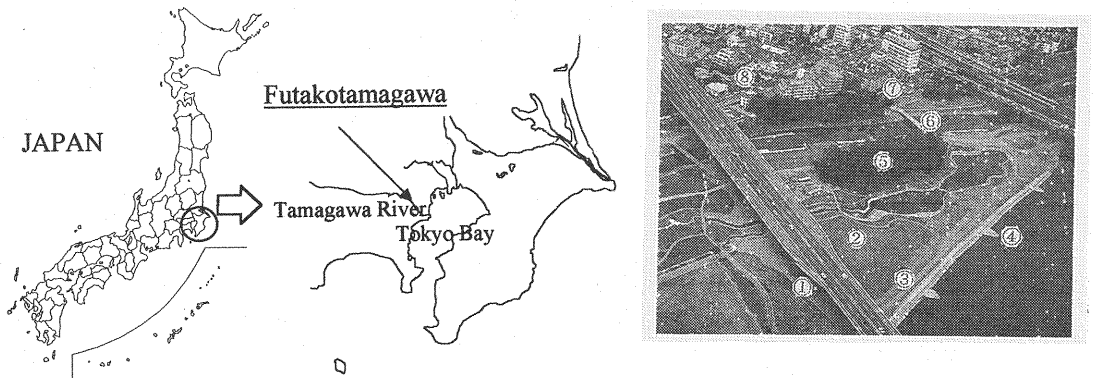 JAPAN
Futakotamagawa
Tamagawa River
Tokyo Bay
⑧
⑦
⑥
⑤
②
④
③
①